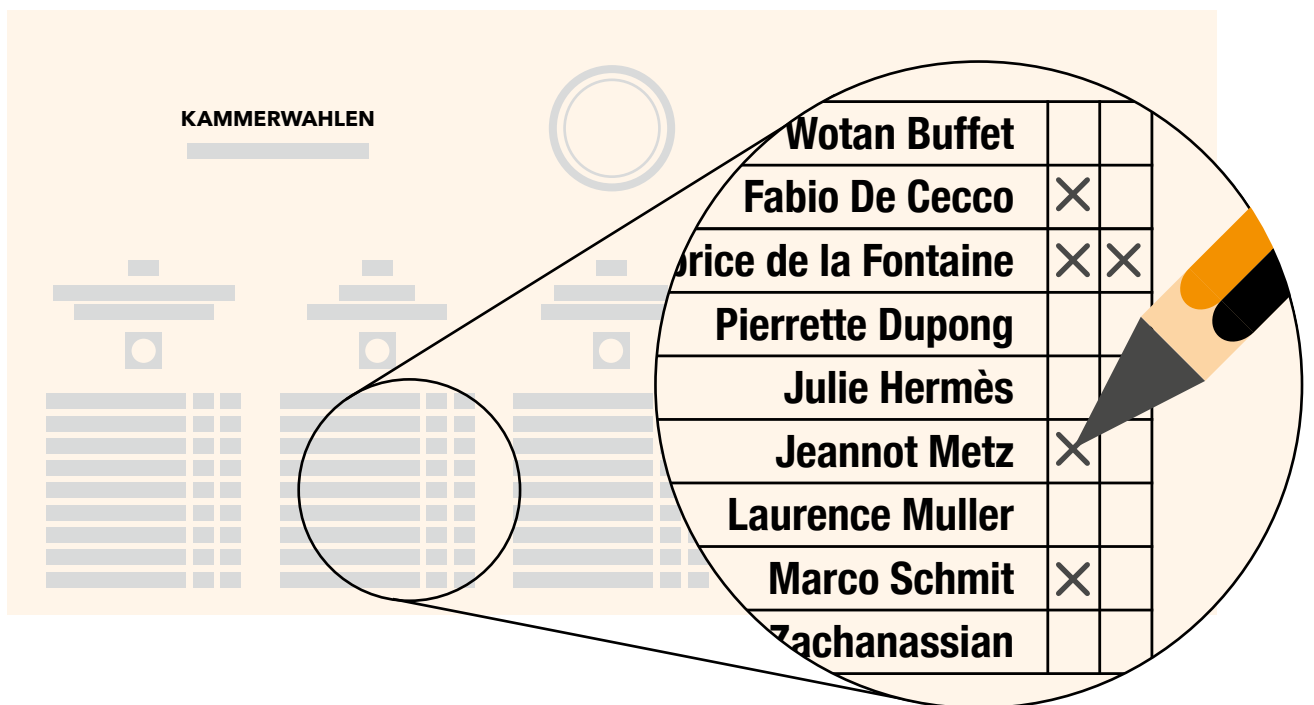 KAMMERWAHLEN
Wotan Buffet
Fabio De Cecco
de la Fontaine
Pierrette Dupong
Julie Hermès
Jeannot Metz
Laurence Muller
Marco Schmit
Zachanassian